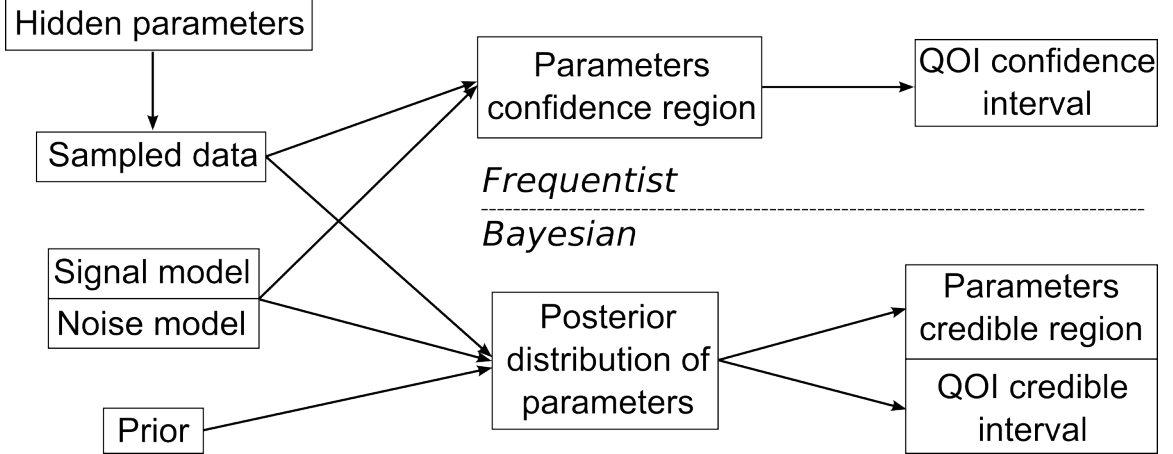 Hidden parameters
Sampled data
Signal model
Noise model
Prior
Parameters
confidence region
QOI confidence
interval
Frequentist
Bayesian
Posterior
distribution of
parameters
Parameters
credible region
QOI credible
interval